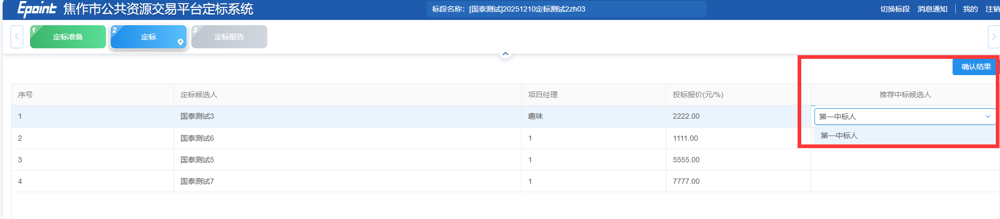 Epoint 焦作市公共资源交易平台定标系统 标段名称: [国泰测试]20251210定标测试2zh03 切换标段 消息通知 我的 注销
1 定标准备 2 定标 3 定标报告
确认结果
序号 定标候选人 项目经理 投标报价(元/%) 推荐中标候选人
1 国泰测试3 趣味 2222.00 第一中标人
第一中标人
2 国泰测试6 1 1111.00
3 国泰测试5 1 5555.00
4 国泰测试7 1 7777.00